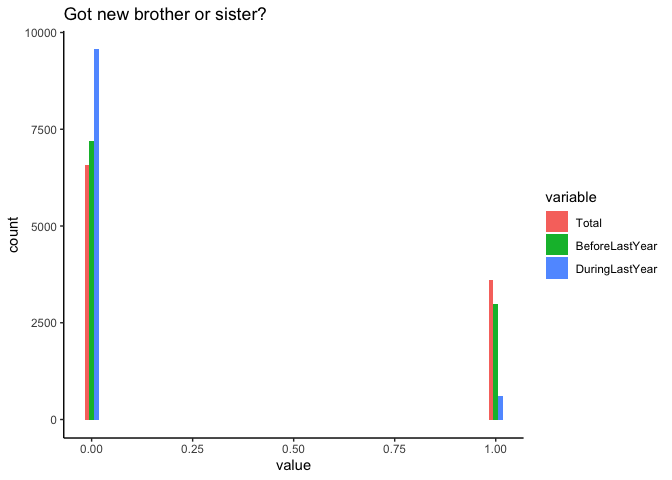 Got new brother or sister?
10000
7500
5000
2500
0
count
0.00 0.25 0.50 0.75 1.00
value
variable
Total
BeforeLastYear
DuringLastYear